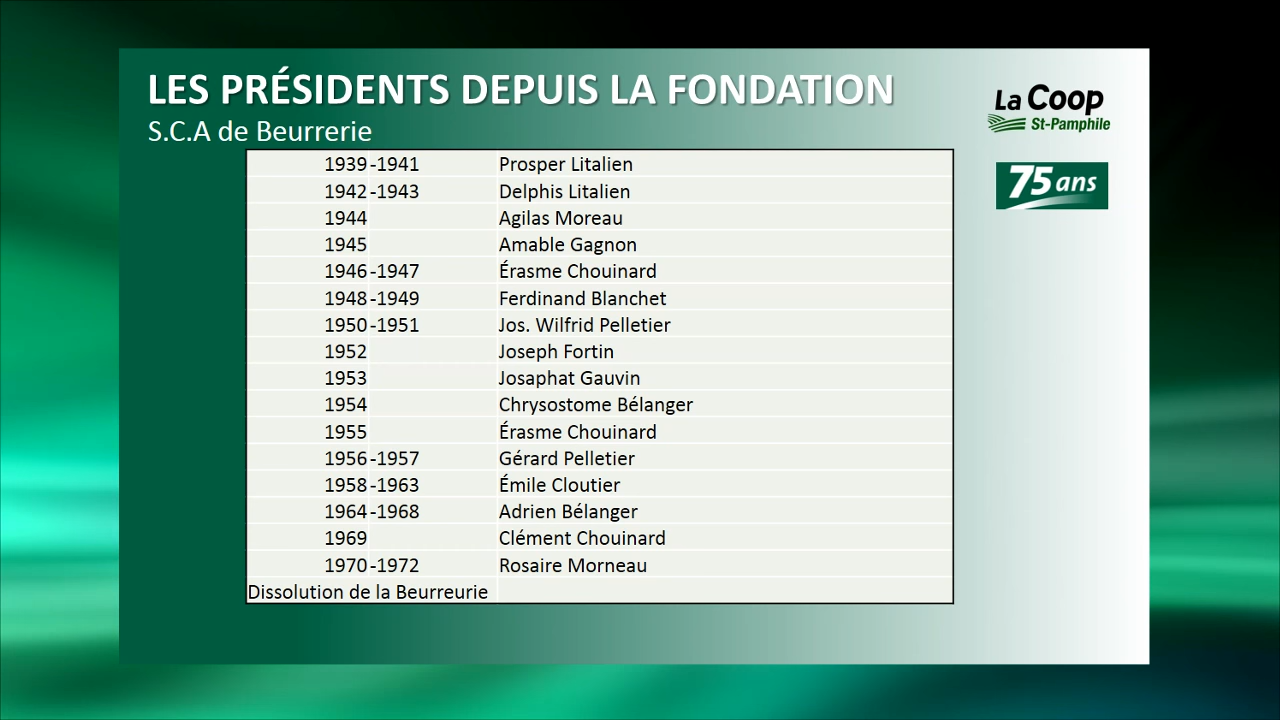 LES PRÉSIDENTS DEPUIS LA FONDATION
S.C.A de Beurrerie
La Coop
St-Pamphile
75 ans
1939 -1941 Prosper Litalien
1942 -1943 Delphis Litalien
1944 Agilas Moreau
1945 Amable Gagnon
1946 -1947 Érasme Chouinard
1948 -1949 Ferdinand Blanchet
1950 -1951 Jos. Wilfrid Pelletier
1952 Joseph Fortin
1953 Josaphat Gauvin
1954 Chrysostome Bélanger
1955 Érasme Chouinard
1956 -1957 Gérard Pelletier
1958 -1963 Émile Cloutier
1964 -1968 Adrien Bélanger
1969 Clément Chouinard
1970 -1972 Rosaire Morneau
Dissolution de la Beurreurie